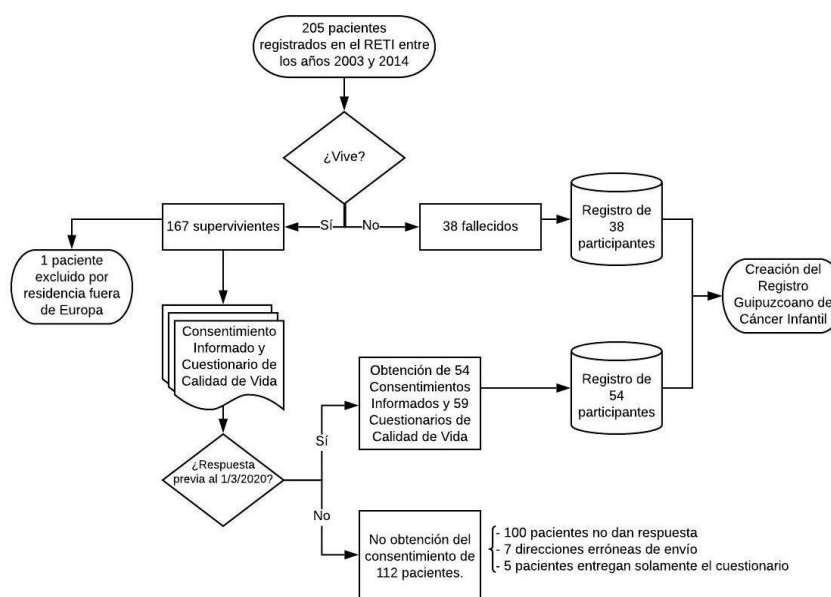 205 pacientes
registrados en el RETI entre
los años 2003 y 2014
¿Vive?
Sí
No
167 supervivientes
38 fallecidos
Registro de
38
participantes
1 paciente
excluido por
residencia fuera
de Europa
Creación del
Registro
Guipuzcoano de
Cáncer Infantil
Consentimiento
Informado y
Cuestionario de
Calidad de Vida
Obtención de 54
Consentimientos
Informados y 59
Cuestionarios de
Calidad de Vida
Registro de
54
participantes
¿Respuesta
previa al 1/3/2020?
Sí
No
No obtención del
consentimiento de
112 pacientes.
- 100 pacientes no dan respuesta
- 7 direcciones erróneas de envío
- 5 pacientes entregan solamente el cuestionario